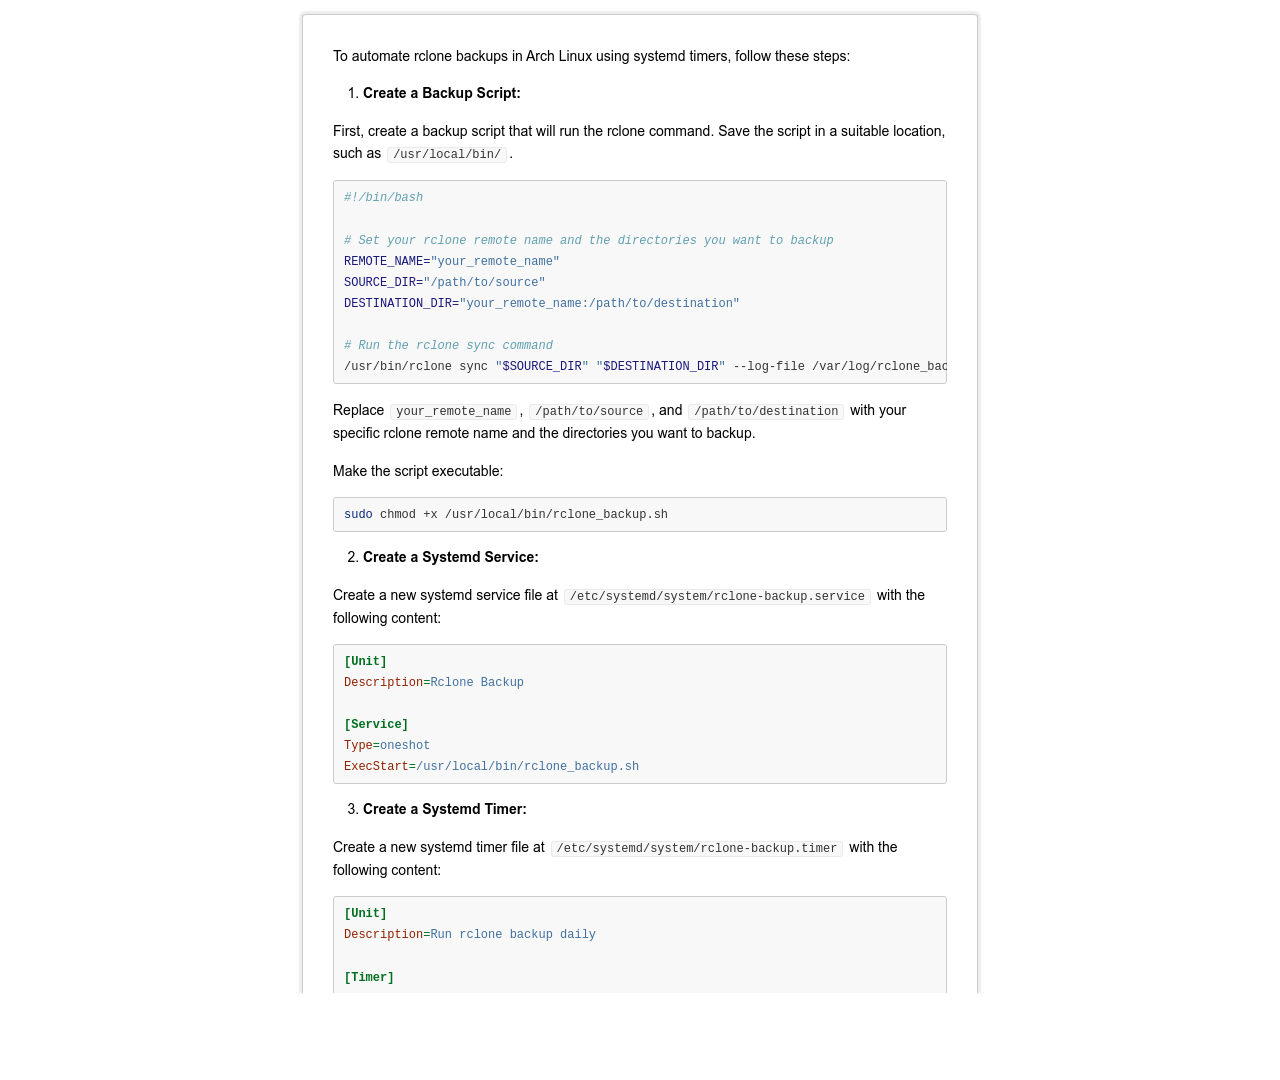 To automate rclone backups in Arch Linux using systemd timers, follow these steps:
1. Create a Backup Script:
First, create a backup script that will run the rclone command. Save the script in a suitable location,
such as /usr/local/bin/ .
#!/bin/bash
# Set your rclone remote name and the directories you want to backup
REMOTE_NAME="your_remote_name"
SOURCE_DIR="/path/to/source"
DESTINATION_DIR="your_remote_name:/path/to/destination"
# Run the rclone sync command
/usr/bin/rclone sync "$SOURCE_DIR" "$DESTINATION_DIR" --log-file /var/log/rclone_bac
Replace your_remote_name , /path/to/source , and /path/to/destination with your
specific rclone remote name and the directories you want to backup.
Make the script executable:
sudo chmod +x /usr/local/bin/rclone_backup.sh
2. Create a Systemd Service:
Create a new systemd service file at /etc/systemd/system/rclone-backup.service with the
following content:
[Unit]
Description=Rclone Backup
[Service]
Type=oneshot
ExecStart=/usr/local/bin/rclone_backup.sh
3. Create a Systemd Timer:
Create a new systemd timer file at /etc/systemd/system/rclone-backup.timer with the
following content:
[Unit]
Description=Run rclone backup daily
[Timer]